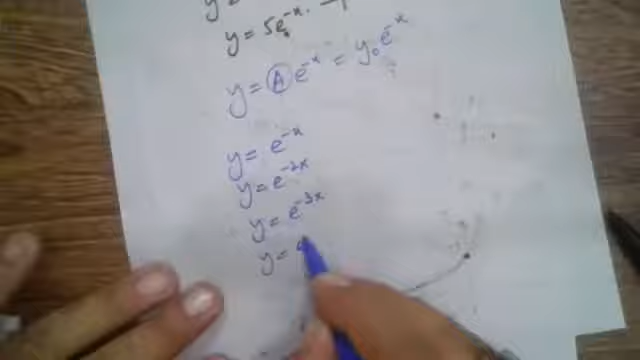 y =
y = 5e^{-x}
y = Ae^{-x} = y₀e^{-x}
y = e^{-x}
y = e^{-2x}
y = e^{-3x}
y =